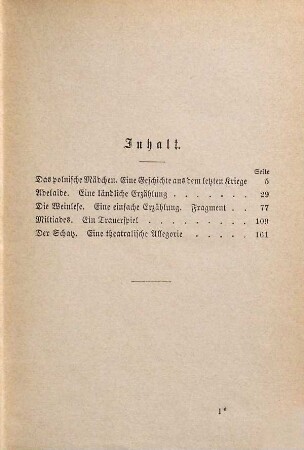 Inhalt.
Seite
Das polnische Mädchen. Eine Geschichte aus dem letzten Kriege 5
Adelaide. Eine ländliche Erzählung . . . . . . . 29
Die Weinlese. Eine einfache Erzählung. Fragment . . 77
Miltiades. Ein Trauerspiel . . . . . . . . . 109
Der Schatz. Eine theatralische Allegorie . . . . . 161
1*